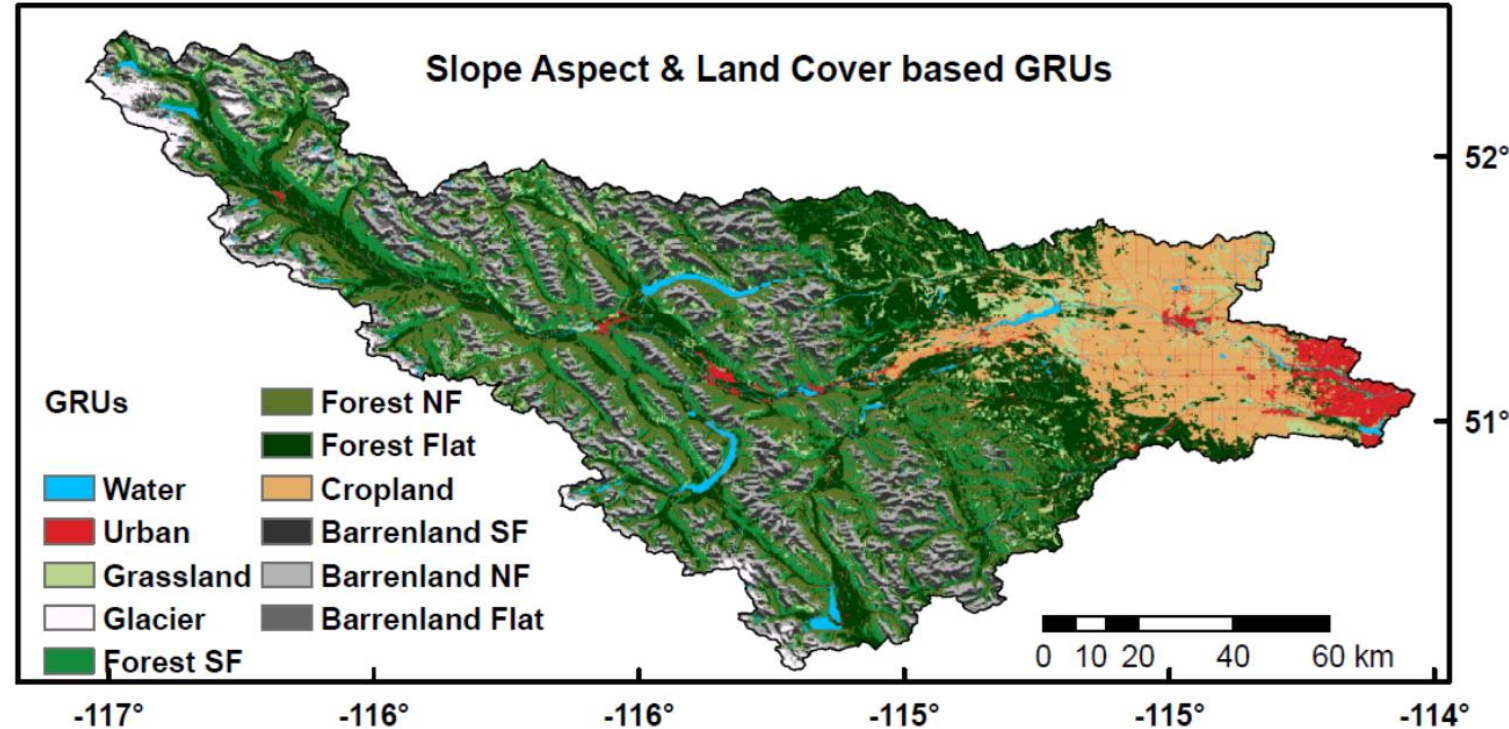 Slope Aspect & Land Cover based GRUs
52°
51°
GRUs
Water
Urban
Grassland
Glacier
Forest SF
Forest NF
Forest Flat
Cropland
Barrenland SF
Barrenland NF
Barrenland Flat
0 10 20 40 60 km
-117° -116° -116° -115° -115° -114°